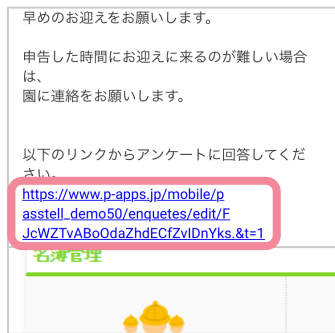 早めのお迎えをお願いします。
申告した時間にお迎えに来るのが難しい場合
は、
園に連絡をお願いします。
以下のリンクからアンケートに回答してくだ
さい。
https://www.p-apps.jp/mobile/p
asstell_demo50/enquetes/edit/F
JcWZTvABoOdaZhdECfZvIDnYks.&t=1
名簿管理